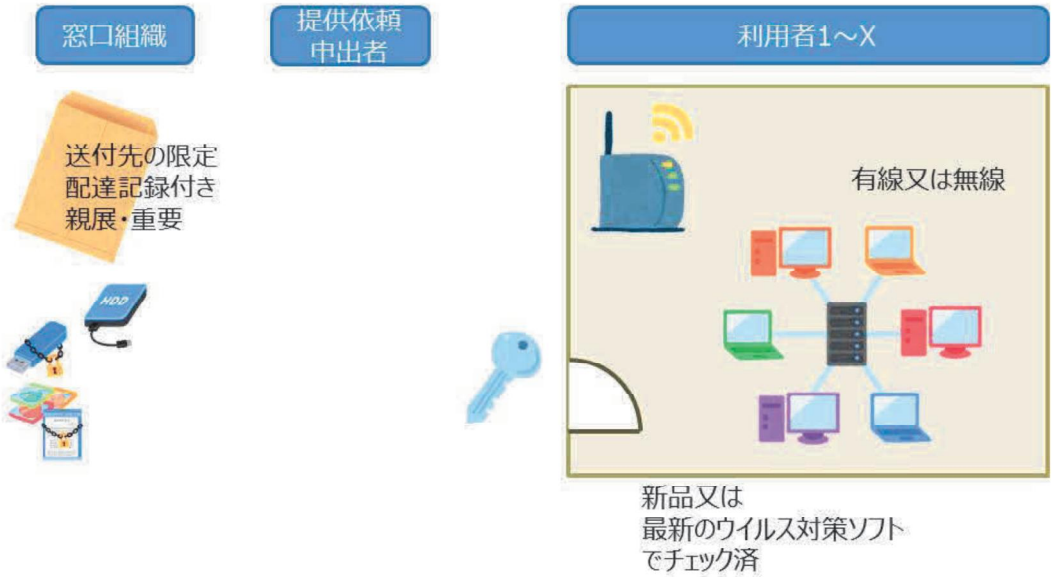 窓口組織
提供依頼
申出者
利用者1～X
送付先の限定
配達記録付き
親展・重要
HDD
有線又は無線
新品又は
最新のウイルス対策ソフト
でチェック済